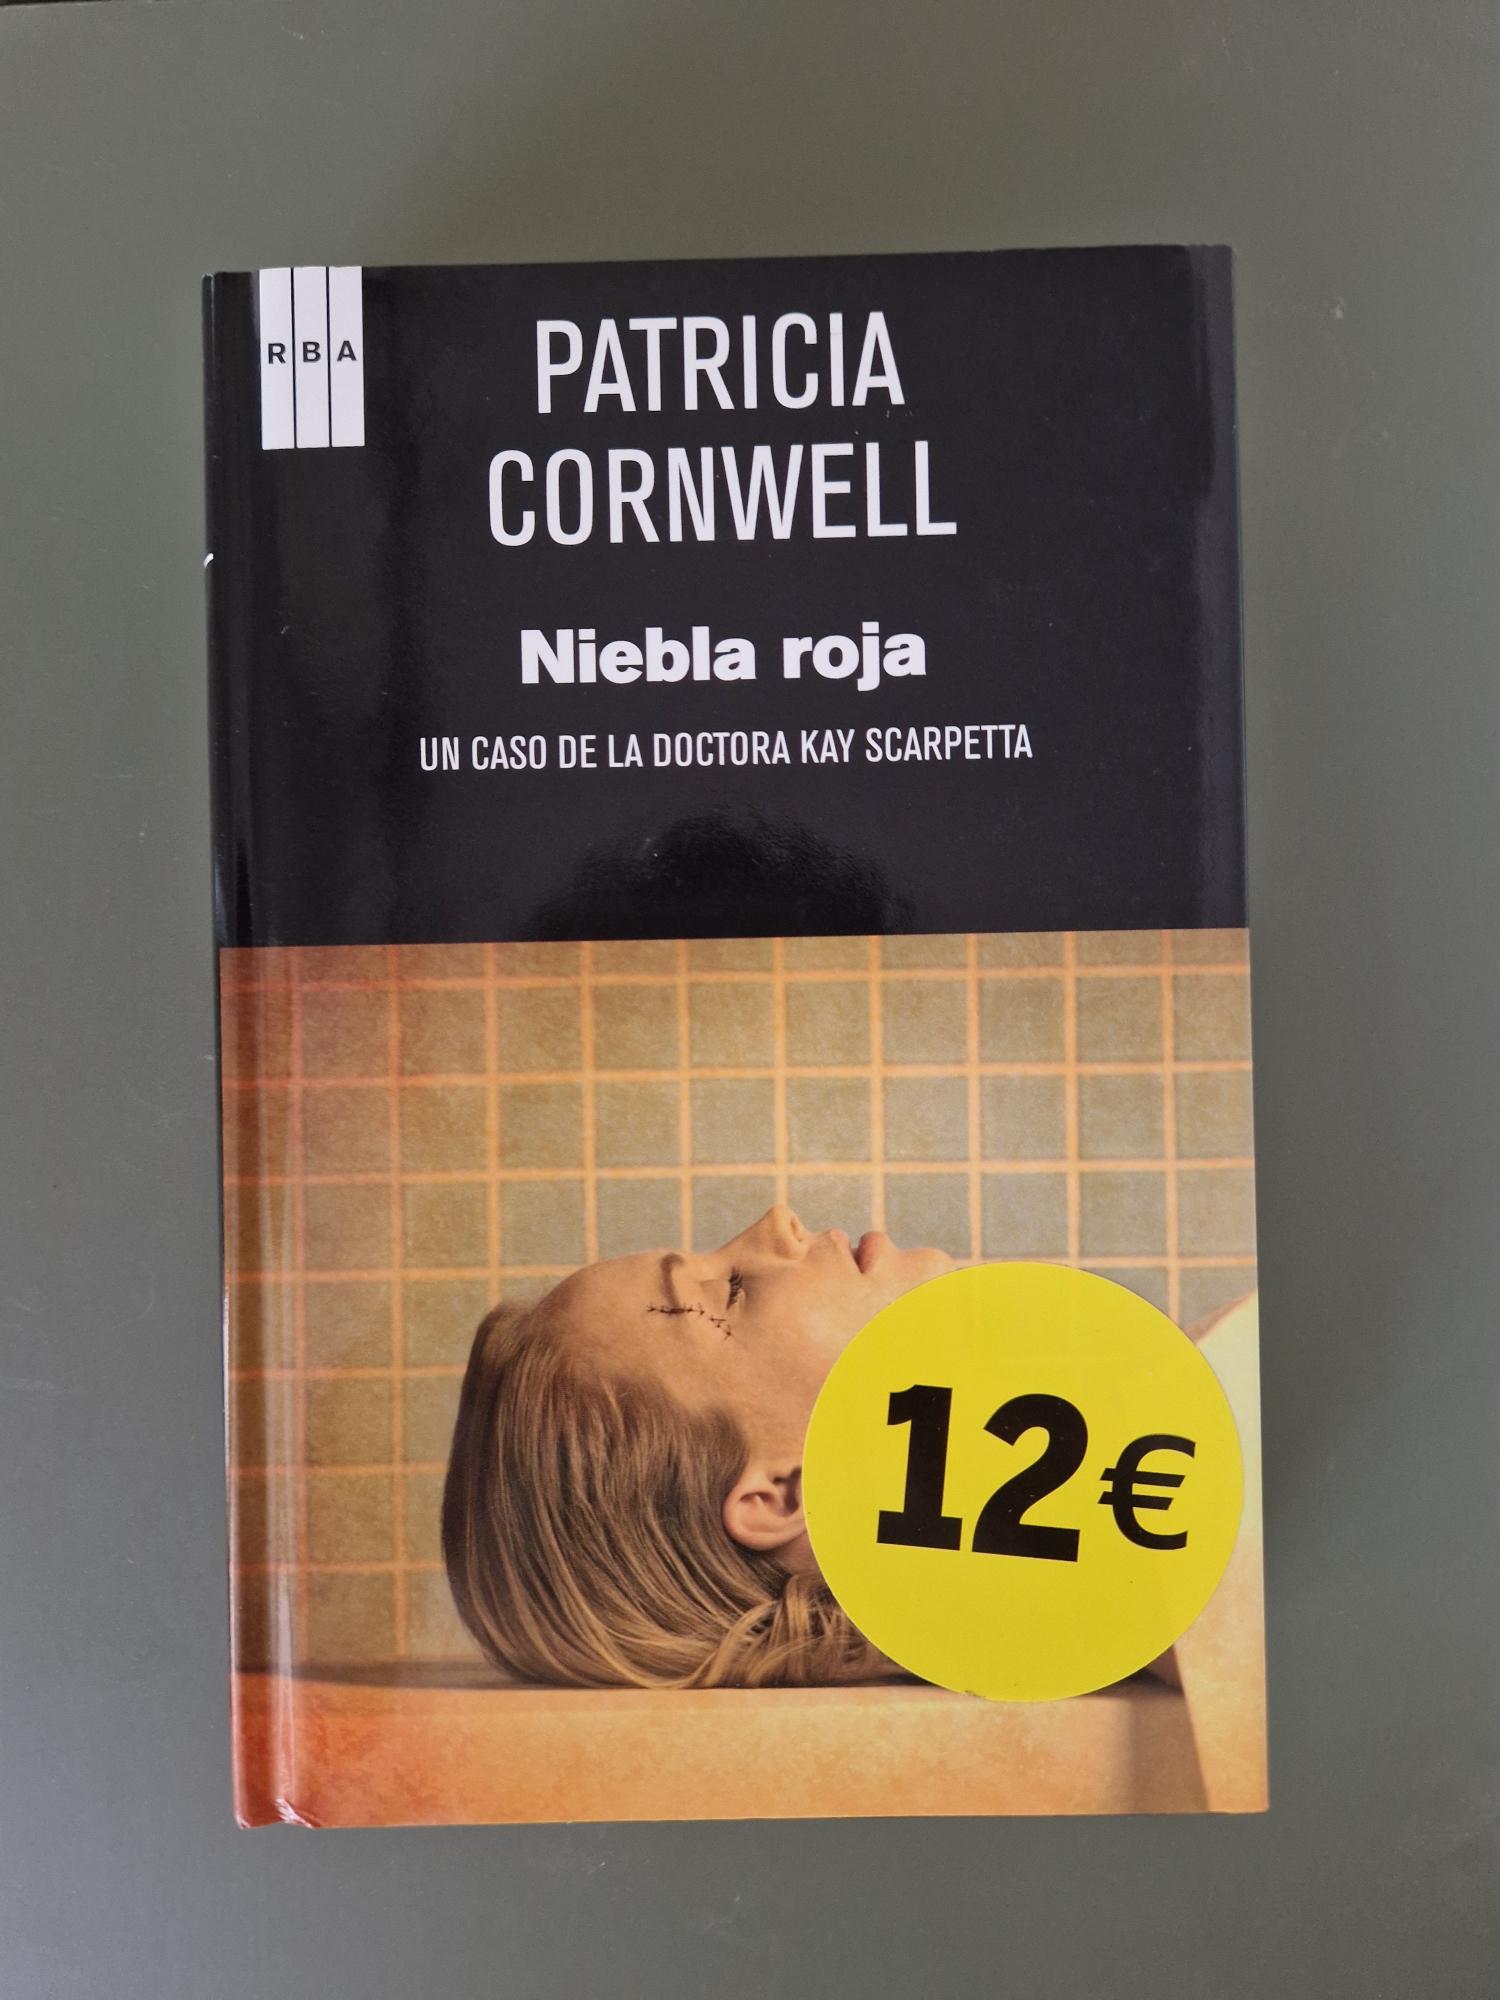 RBA
PATRICIA
CORNWELL
Niebla roja
UN CASO DE LA DOCTORA KAY SCARPETTA
12€